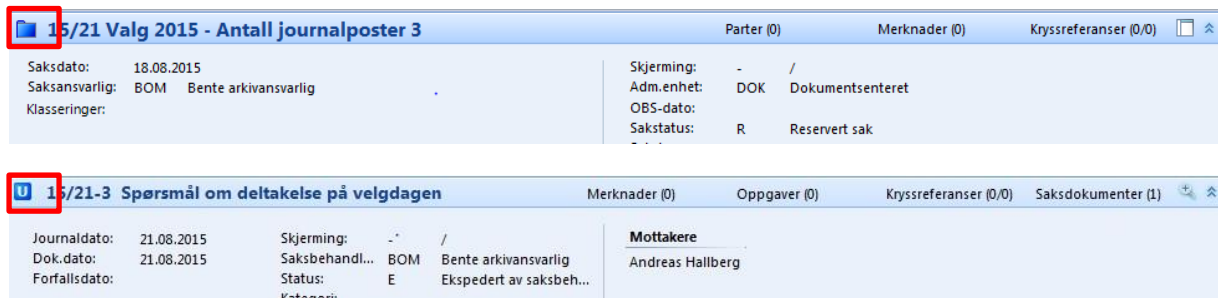 15/21 Valg 2015 - Antall journalposter 3 Parter (0) Merknader (0) Kryssreferanser (0/0)
Saksdato: 18.08.2015 Skjerming: - /
Saksansvarlig: BOM Bente arkivansvarlig Adm.enhet: DOK Dokumentsenteret
Klasseringer: OBS-dato:
Sakstatus: R Reservert sak
U 15/21-3 Spørsmål om deltakelse på velgdagen Merknader (0) Oppgaver (0) Kryssreferanser (0/0) Saksdokumenter (1)
Journaldato: 21.08.2015 Skjerming: -* / Mottakere
Dok.dato: 21.08.2015 Saksbehandl... BOM Bente arkivansvarlig Andreas Hallberg
Forfallsdato: Status: E Ekspedert av saksbeh...